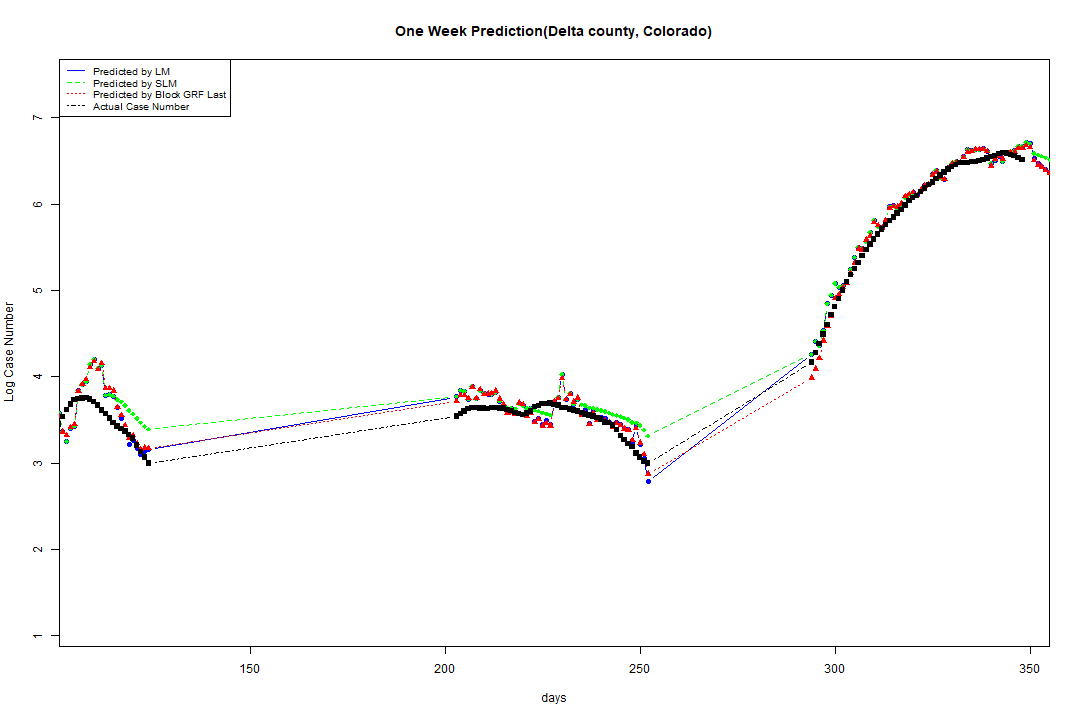 One Week Prediction(Delta county, Colorado)
Predicted by LM
Predicted by SLM
Predicted by Block GRF Last
Actual Case Number
7
6
5
4
3
2
1
Log Case Number
150 200 250 300 350
days